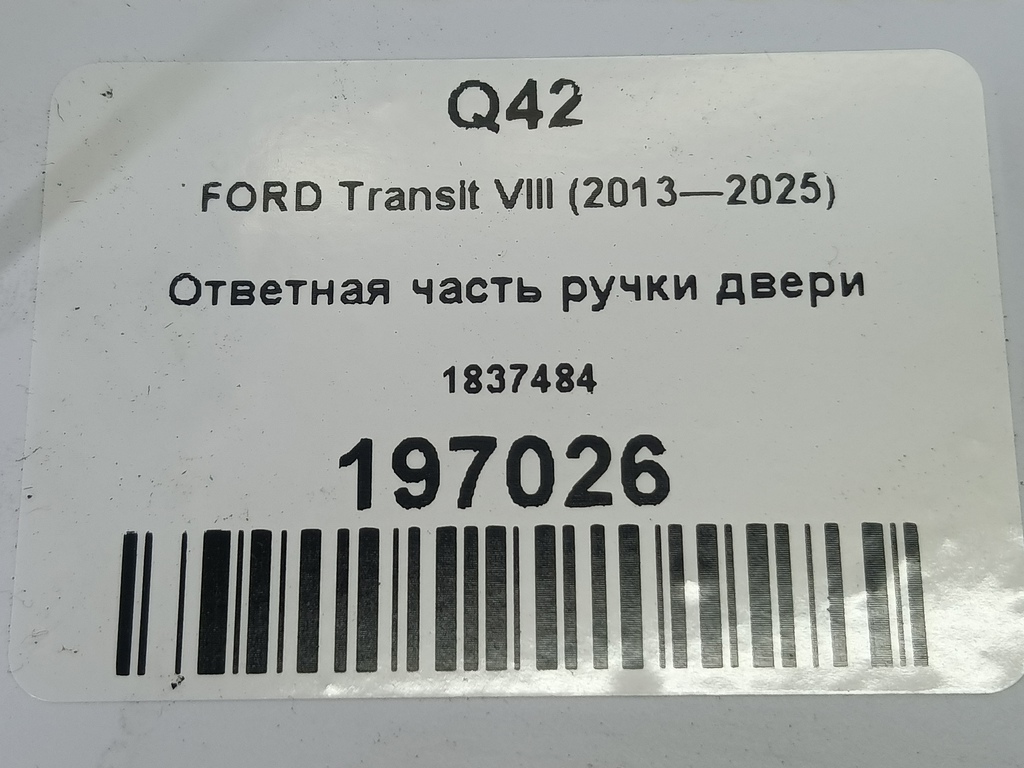 Q42
FORD Transit VIII (2013—2025)
Ответная часть ручки двери
1837484
197026